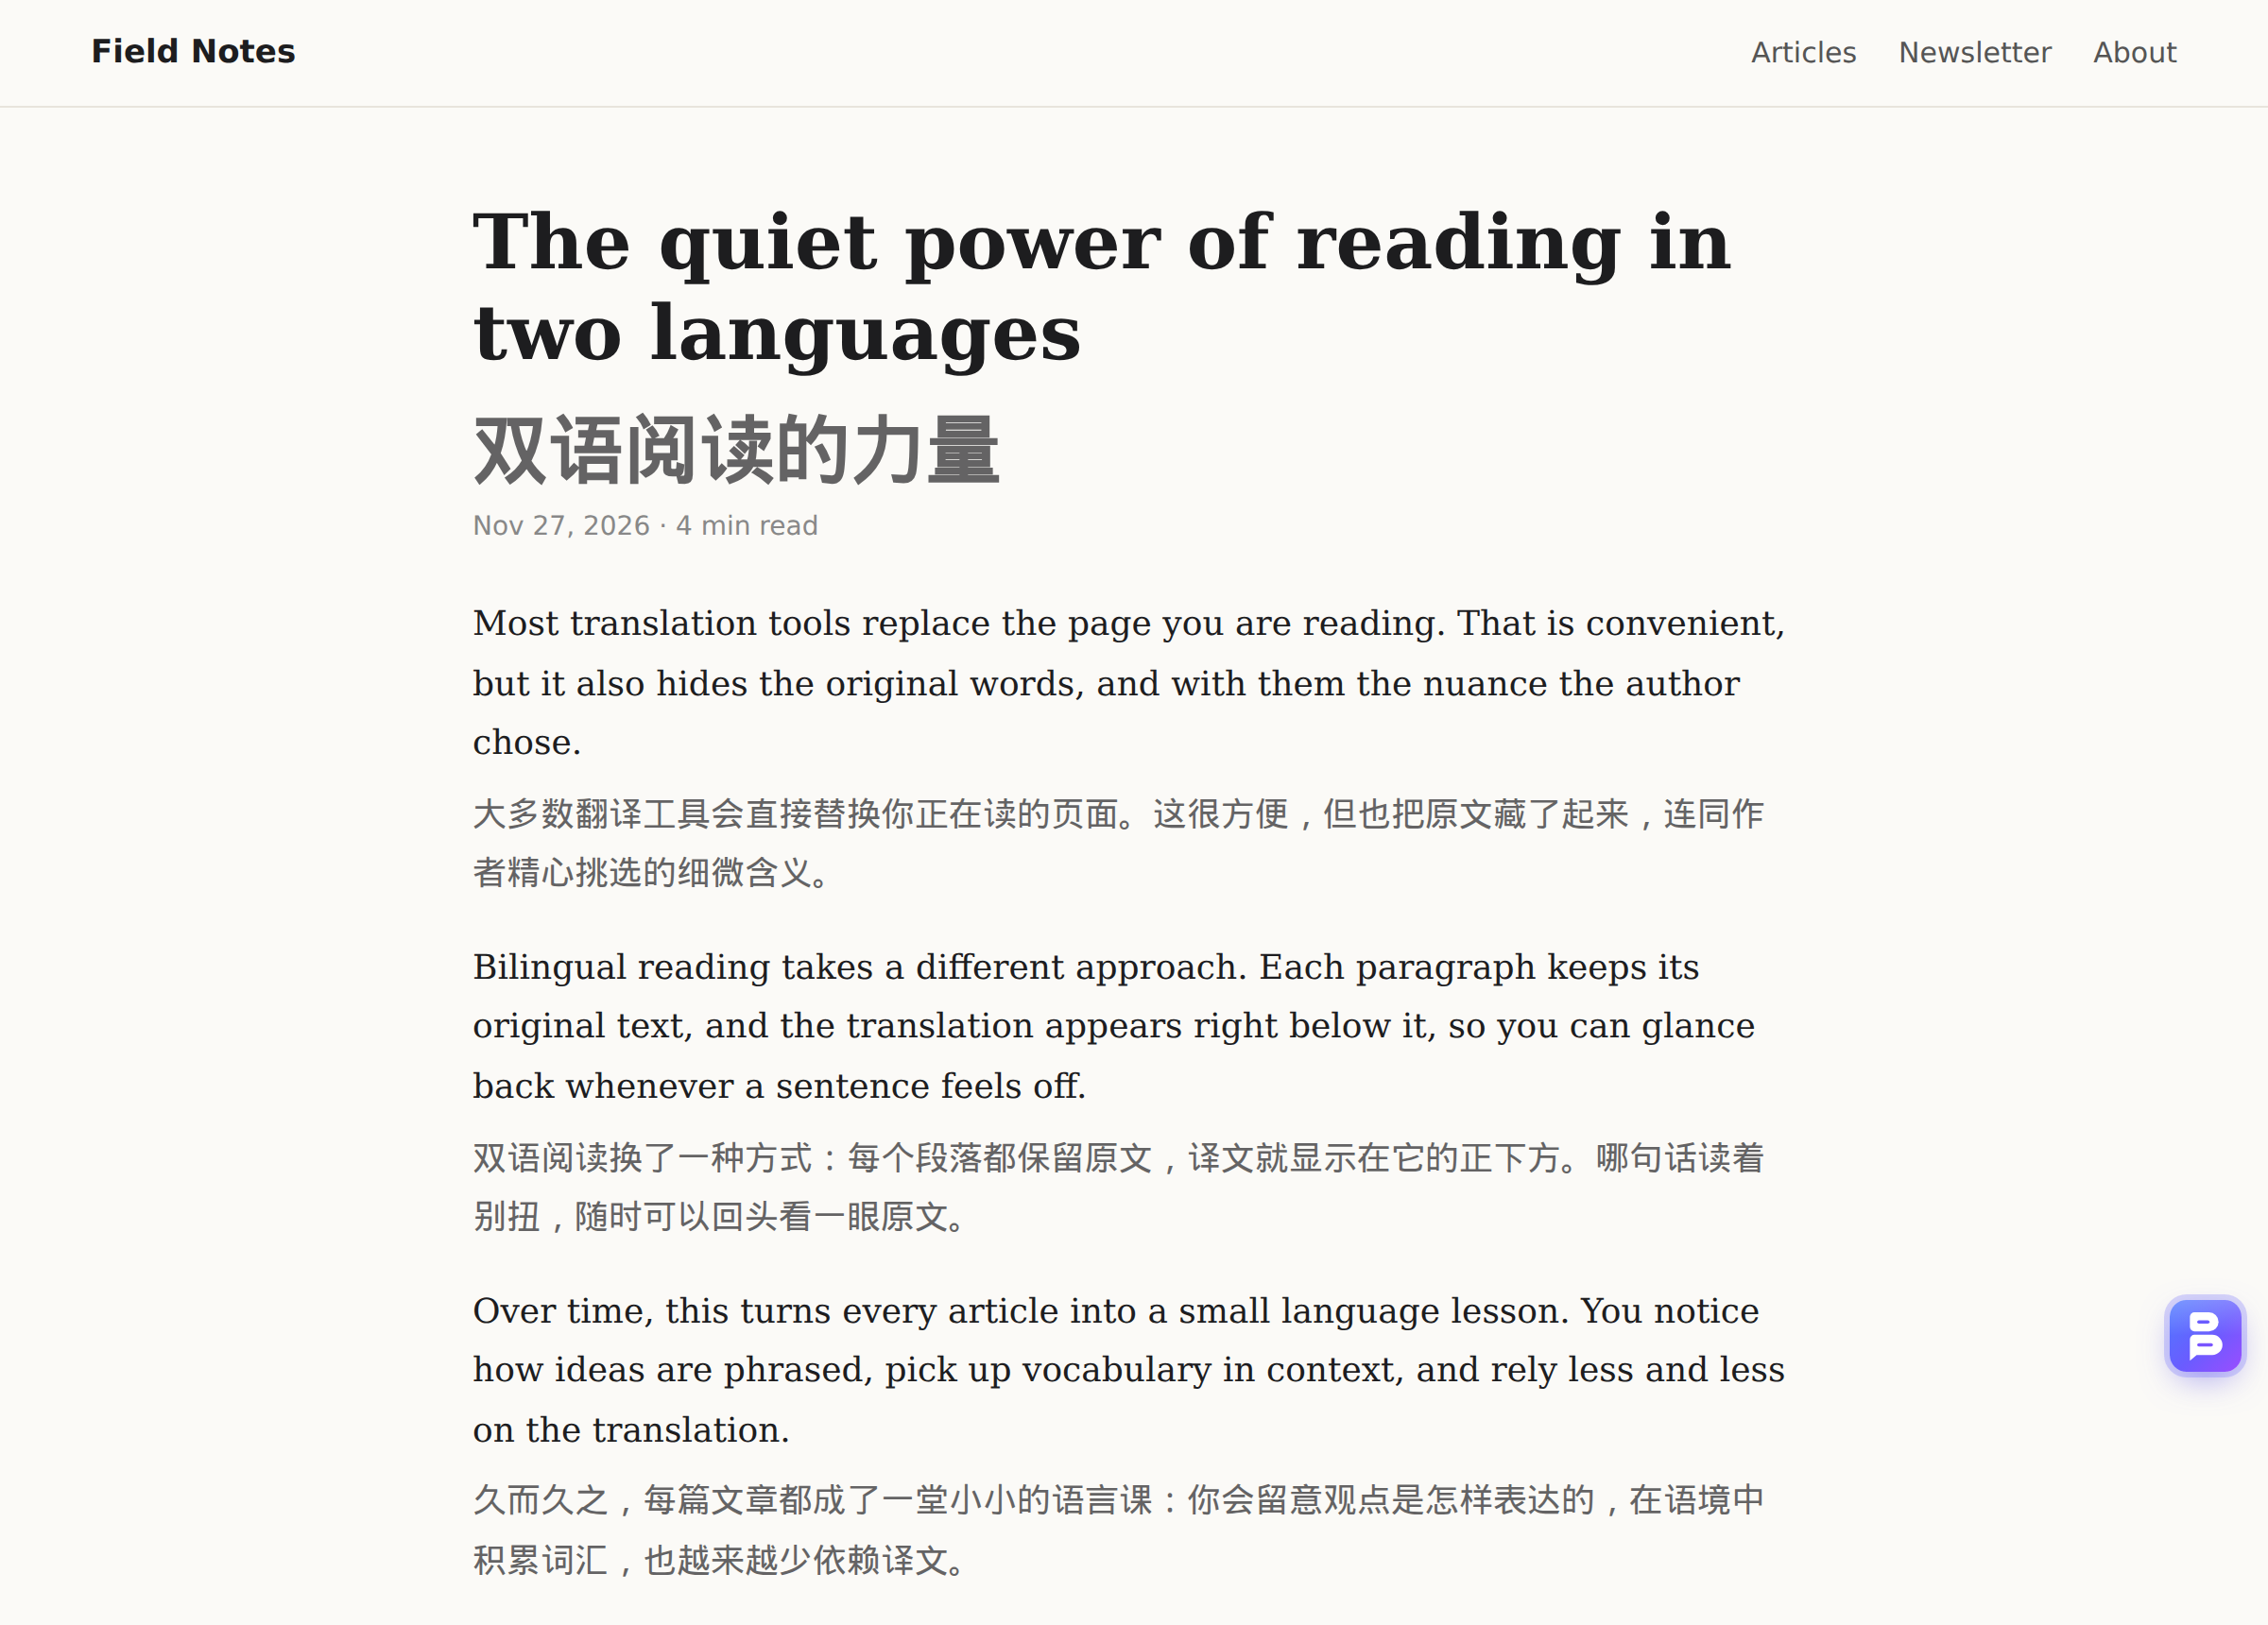 Field Notes
Articles Newsletter About
The quiet power of reading in
two languages
双语阅读的力量
Nov 27, 2026 · 4 min read
Most translation tools replace the page you are reading. That is convenient,
but it also hides the original words, and with them the nuance the author
chose.
大多数翻译工具会直接替换你正在读的页面。这很方便，但也把原文藏了起来，连同作
者精心挑选的细微含义。
Bilingual reading takes a different approach. Each paragraph keeps its
original text, and the translation appears right below it, so you can glance
back whenever a sentence feels off.
双语阅读换了一种方式：每个段落都保留原文，译文就显示在它的正下方。哪句话读着
别扭，随时可以回头看一眼原文。
Over time, this turns every article into a small language lesson. You notice
how ideas are phrased, pick up vocabulary in context, and rely less and less
on the translation.
久而久之，每篇文章都成了一堂小小的语言课：你会留意观点是怎样表达的，在语境中
积累词汇，也越来越少依赖译文。
B